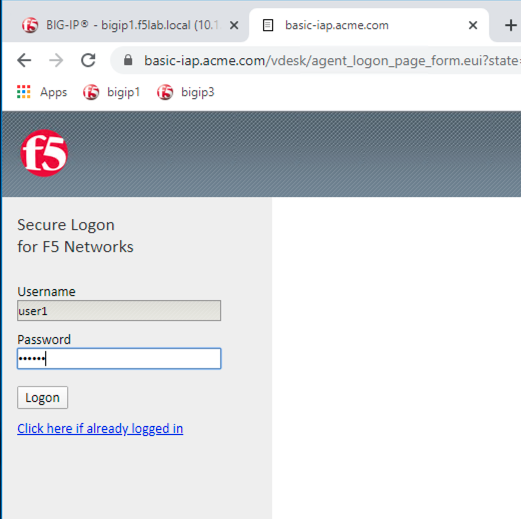 BIG-IP® - bigip1.f5lab.local (10.1.
basic-iap.acme.com
basic-iap.acme.com/vdesk/agent_logon_page_form.eui?state=
Apps bigip1 bigip3
f5
Secure Logon
for F5 Networks
Username
user1
Password
••••••
Logon
Click here if already logged in